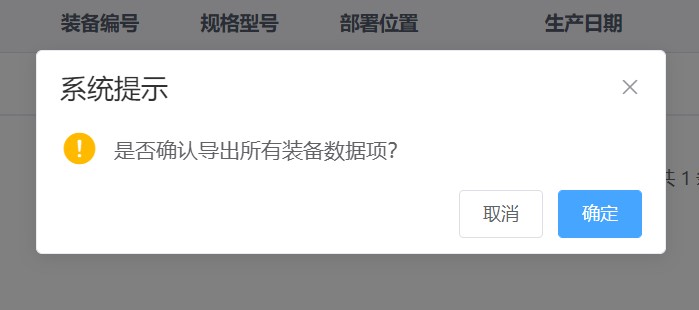 装备编号 规格型号 部署位置 生产日期
系统提示
是否确认导出所有装备数据项?
共 1
取消 确定